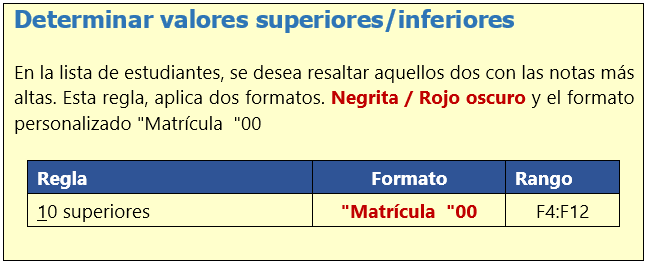 Determinar valores superiores/inferiores
En la lista de estudiantes, se desea resaltar aquellos dos con las notas más
altas. Esta regla, aplica dos formatos. Negrita / Rojo oscuro y el formato
personalizado "Matrícula  "00
Regla Formato Rango
10 superiores "Matrícula  "00 F4:F12